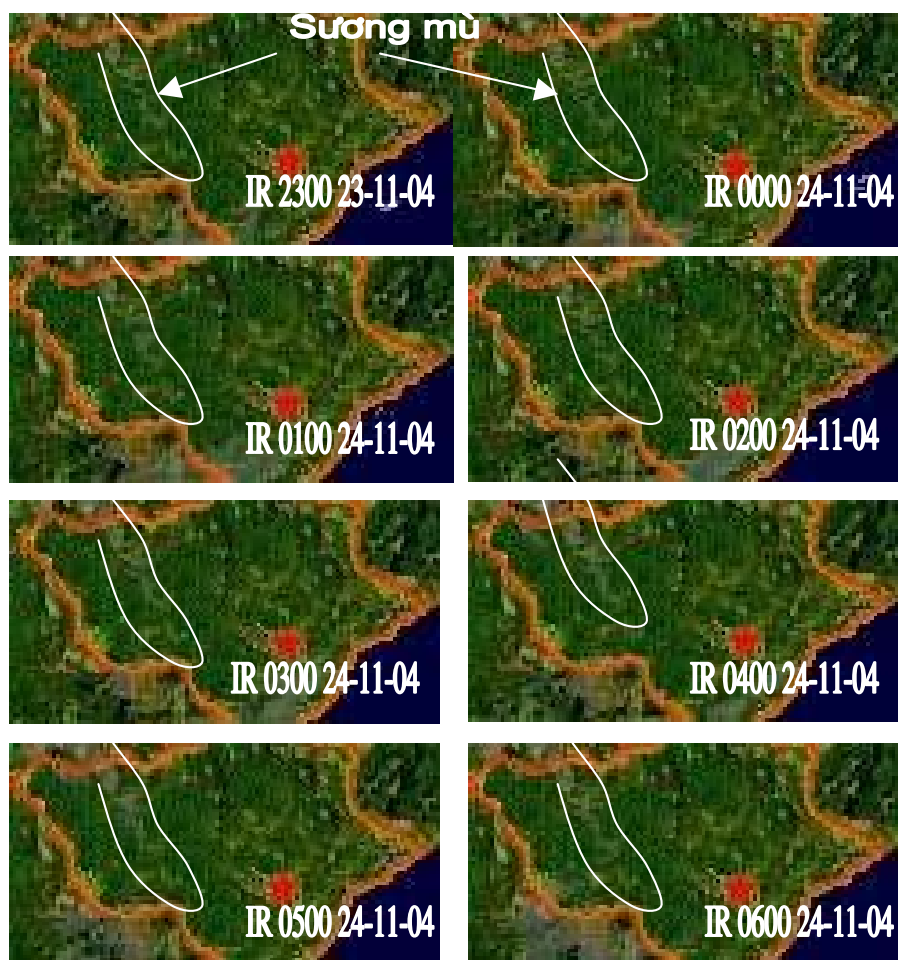 Sương mù
IR 2300 23-11-04
IR 0000 24-11-04
IR 0100 24-11-04
IR 0200 24-11-04
IR 0300 24-11-04
IR 0400 24-11-04
IR 0500 24-11-04
IR 0600 24-11-04